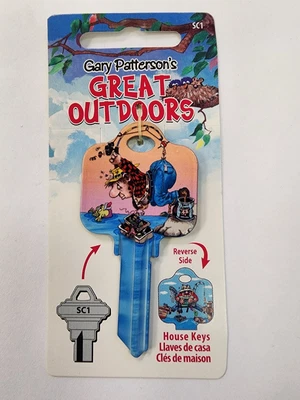 SC1
Gary Patterson's
GREAT
OUTDOORS
Reverse
Side
SC1
House Keys
Llaves de casa
Clés de maison